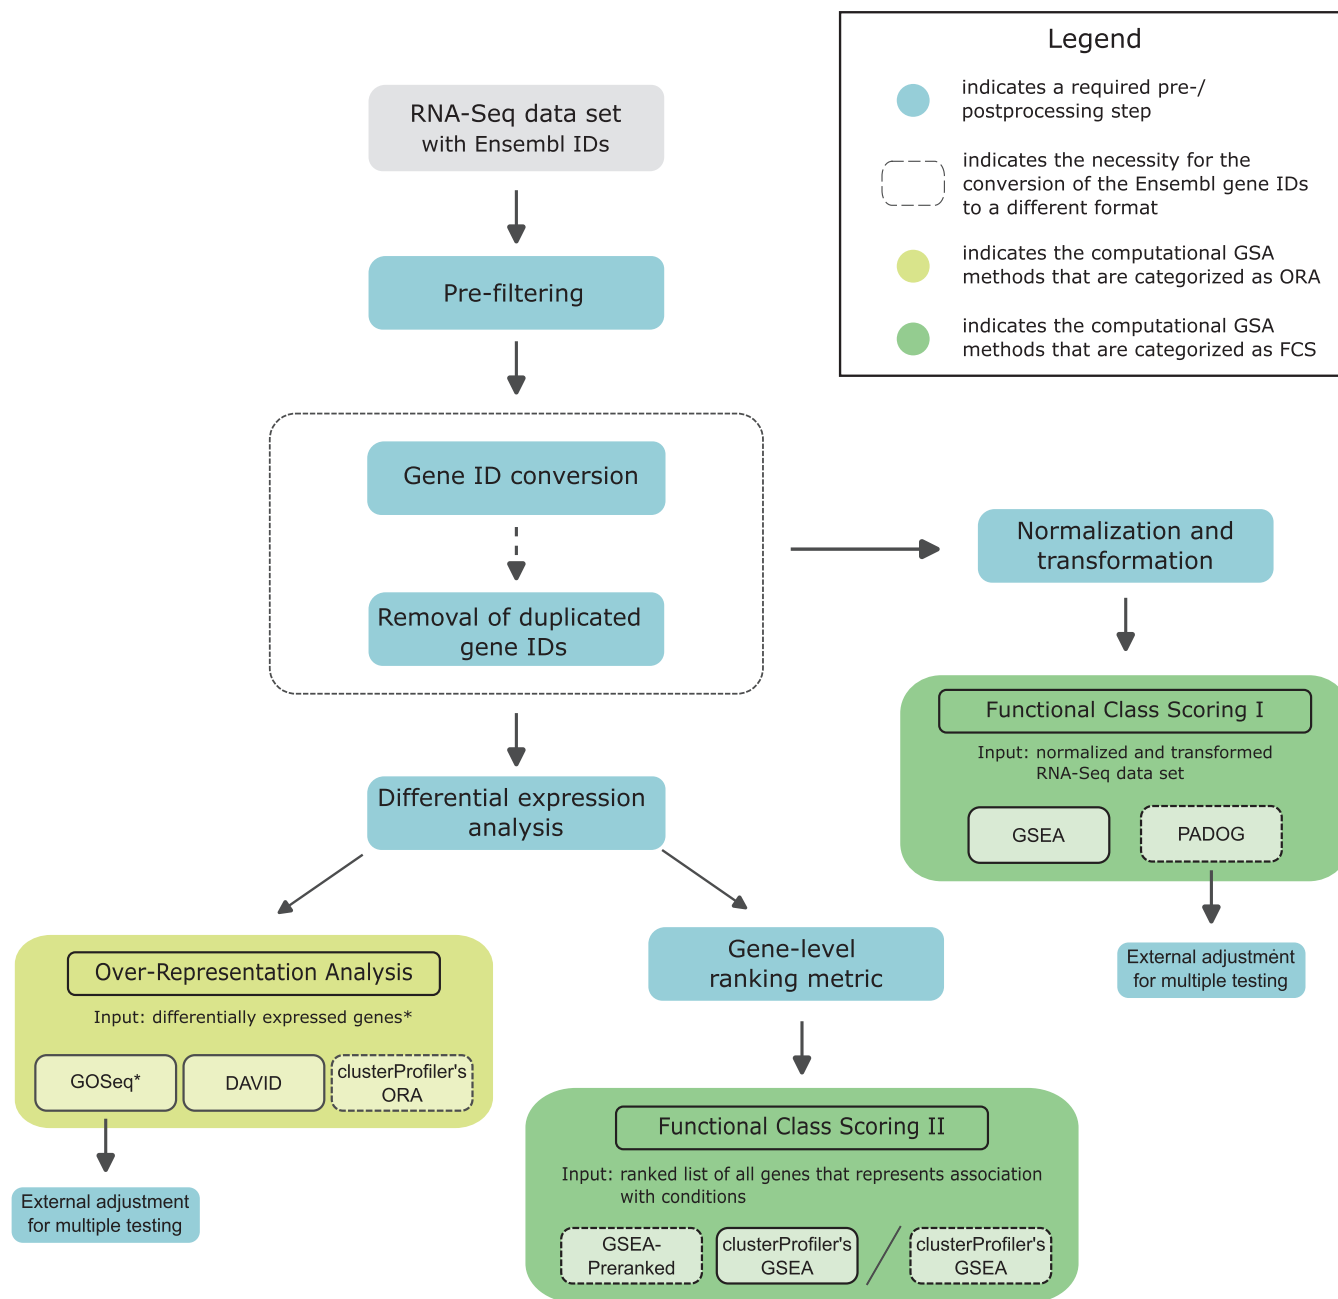 Legend
indicates a required pre-/
postprocessing step
indicates the necessity for the
conversion of the Ensembl gene IDs
to a different format
indicates the computational GSA
methods that are categorized as ORA
indicates the computational GSA
methods that are categorized as FCS
RNA-Seq data set
with Ensembl IDs
Pre-filtering
Gene ID conversion
Removal of duplicated
gene IDs
Normalization and
transformation
Functional Class Scoring I
Input: normalized and transformed
RNA-Seq data set
GSEA
PADOG
External adjustment
for multiple testing
Differential expression
analysis
Over-Representation Analysis
Input: differentially expressed genes*
GOSeq*
DAVID
clusterProfiler's
ORA
External adjustment
for multiple testing
Gene-level
ranking metric
Functional Class Scoring II
Input: ranked list of all genes that represents association
with conditions
GSEA-
Preranked
clusterProfiler's
GSEA
/
clusterProfiler's
GSEA